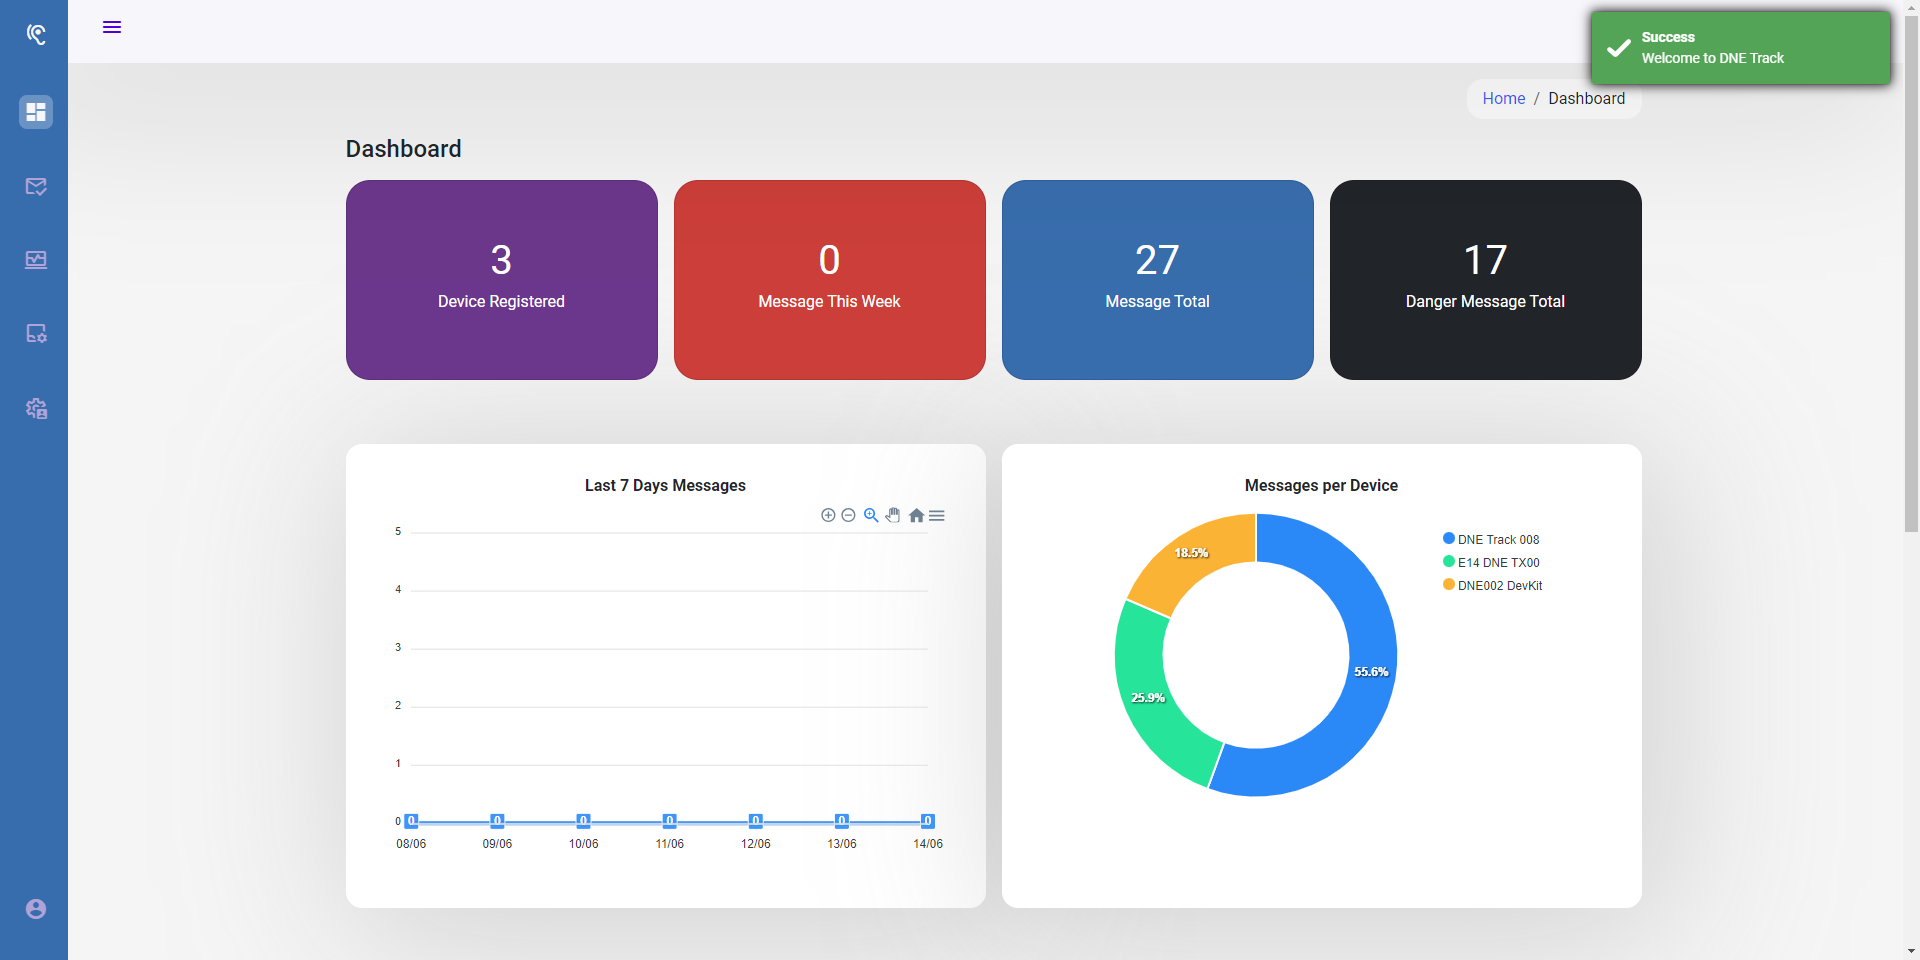 Success
Welcome to DNE Track
Home / Dashboard
Dashboard
3
Device Registered
0
Message This Week
27
Message Total
17
Danger Message Total
Last 7 Days Messages
5
4
3
2
1
0
0 0 0 0 0 0 0
08/06 09/06 10/06 11/06 12/06 13/06 14/06
Messages per Device
18.5%
55.6%
25.9%
DNE Track 008
E14 DNE TX00
DNE002 DevKit